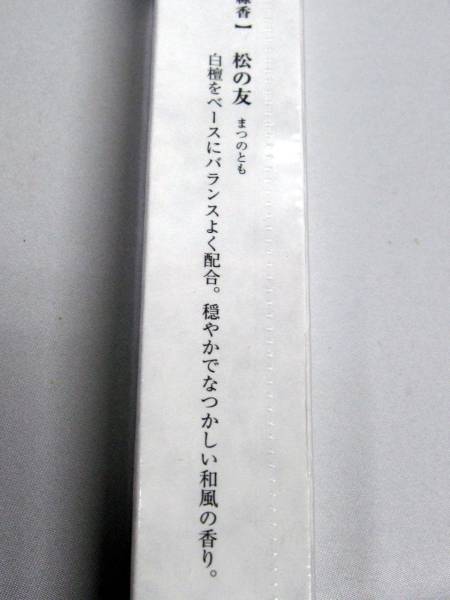 線香】 松の友 まつのとも
白檀をベースにバランスよく配合。穏やかでなつかしい和風の香り。